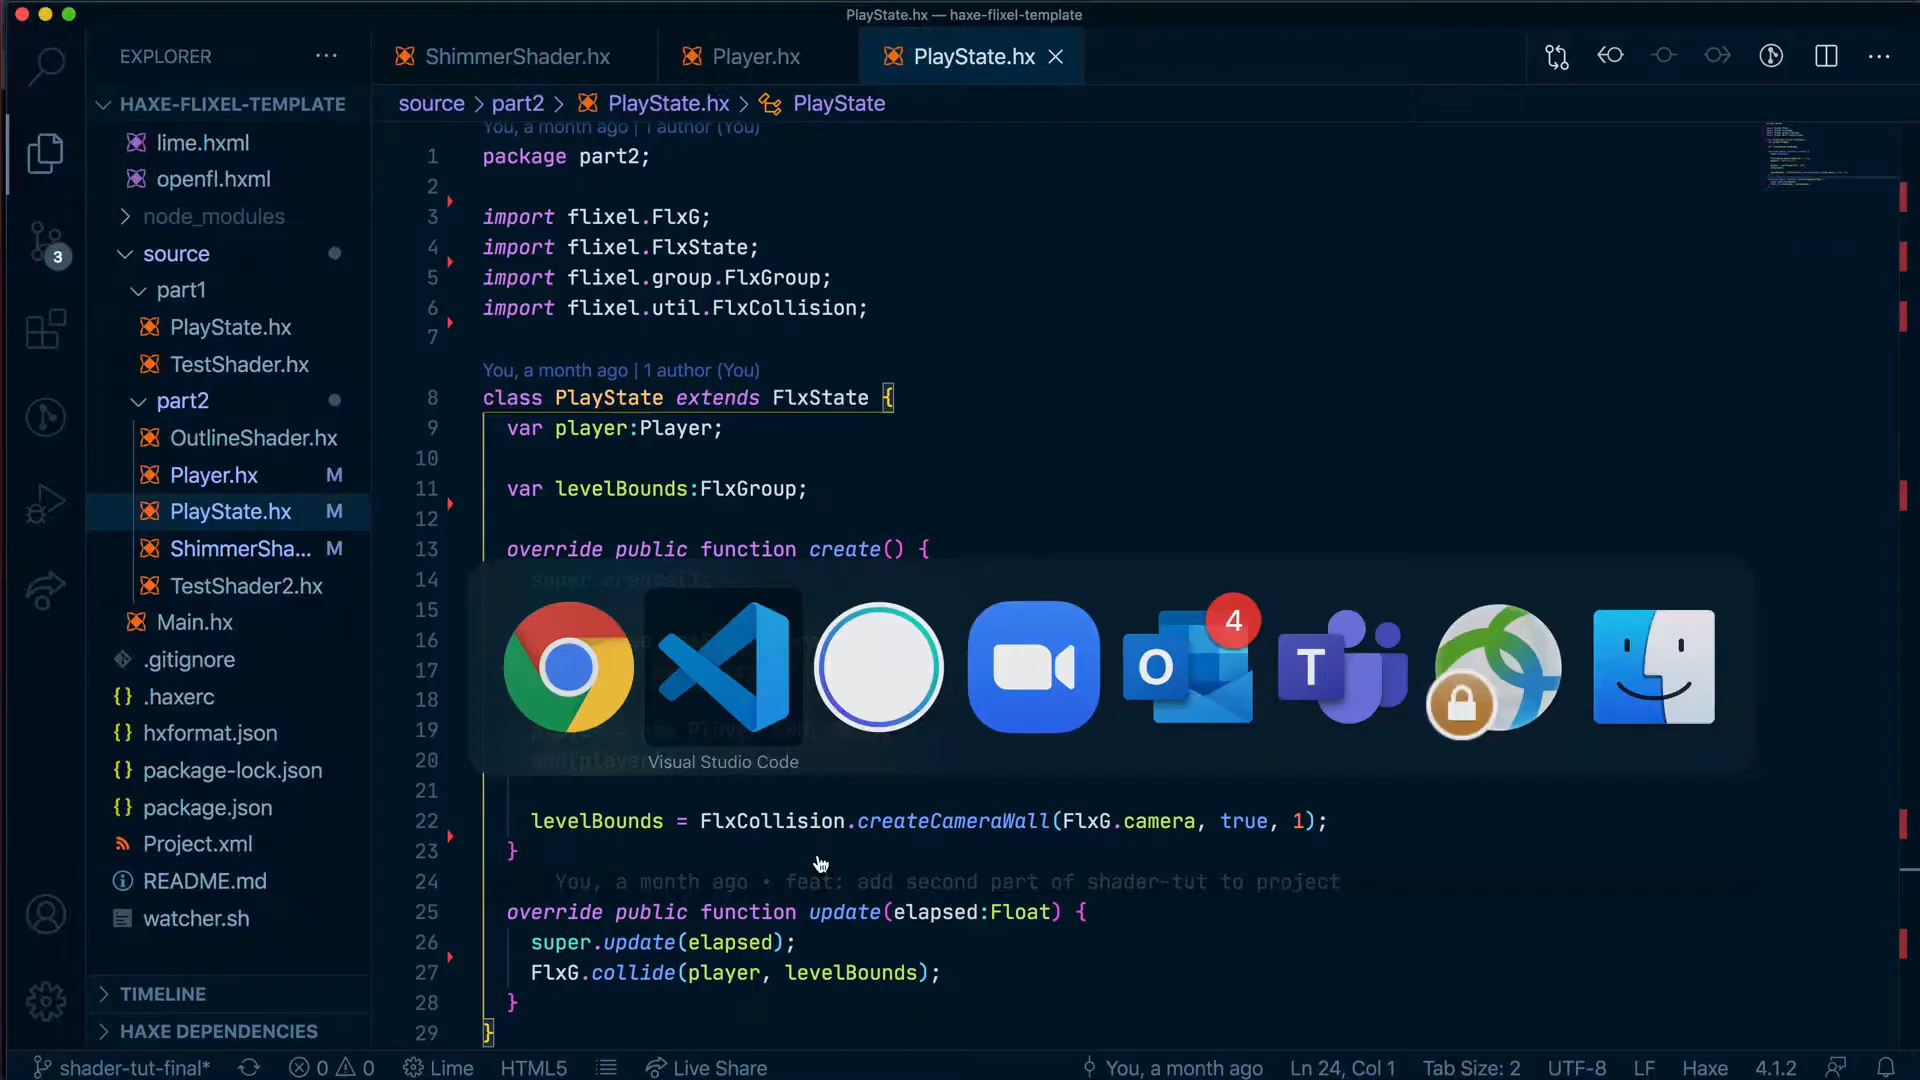 PlayState.hx — haxe-flixel-template
EXPLORER
HAXE-FLIXEL-TEMPLATE
lime.hxml
openfl.hxml
node_modules
source
part1
PlayState.hx
TestShader.hx
part2
OutlineShader.hx
Player.hx M
PlayState.hx M
ShimmerSha... M
TestShader2.hx
Main.hx
.gitignore
.haxerc
hxformat.json
package-lock.json
package.json
Project.xml
README.md
watcher.sh
TIMELINE
HAXE DEPENDENCIES
3
ShimmerShader.hx
Player.hx
PlayState.hx
source > part2 > PlayState.hx > PlayState
You, a month ago | 1 author (You)
1 package part2;
2
3 import flixel.FlxG;
4 import flixel.FlxState;
5 import flixel.group.FlxGroup;
6 import flixel.util.FlxCollision;
7
You, a month ago | 1 author (You)
8 class PlayState extends FlxState {
9 var player:Player;
10
11 var levelBounds:FlxGroup;
12
13 override public function create() {
14 super.create();
15
16
17
18
19
20 add(player
21
22 levelBounds = FlxCollision.createCameraWall(FlxG.camera, true, 1);
23 }
24 You, a month ago • feat: add second part of shader-tut to project
25 override public function update(elapsed:Float) {
26 super.update(elapsed);
27 FlxG.collide(player, levelBounds);
28 }
29 }
4
O
T
Visual Studio Code
shader-tut-final* 0 0 Lime HTML5 Live Share You, a month ago Ln 24, Col 1 Tab Size: 2 UTF-8 LF Haxe 4.1.2